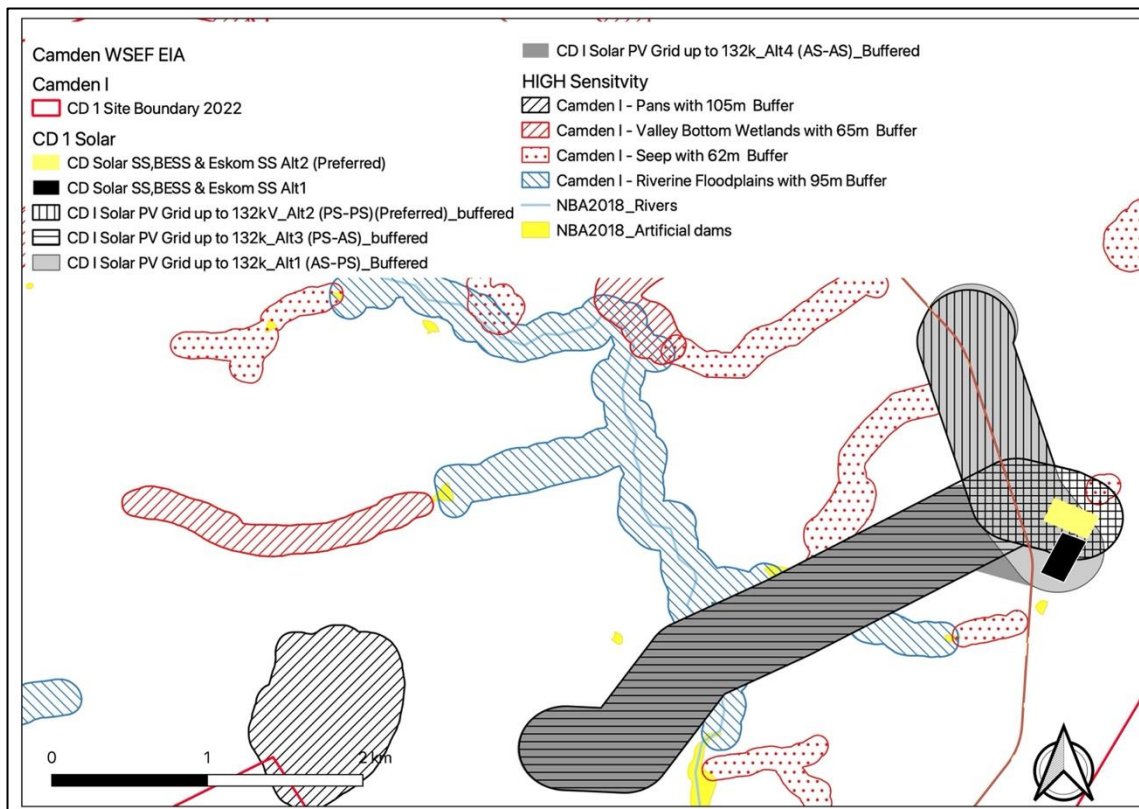 Camden WSEF EIA
Camden I
CD 1 Site Boundary 2022
CD 1 Solar
CD Solar SS,BESS & Eskom SS Alt2 (Preferred)
CD Solar SS,BESS & Eskom SS Alt1
CD I Solar PV Grid up to 132kV_Alt2 (PS-PS)(Preferred)_buffered
CD I Solar PV Grid up to 132k_Alt3 (PS-AS)_buffered
CD I Solar PV Grid up to 132k_Alt1 (AS-PS)_Buffered
CD I Solar PV Grid up to 132k_Alt4 (AS-AS)_Buffered
HIGH Sensitvity
Camden I - Pans with 105m Buffer
Camden I - Valley Bottom Wetlands with 65m Buffer
Camden I - Seep with 62m Buffer
Camden I - Riverine Floodplains with 95m Buffer
NBA2018_Rivers
NBA2018_Artificial dams
0 1 2 km